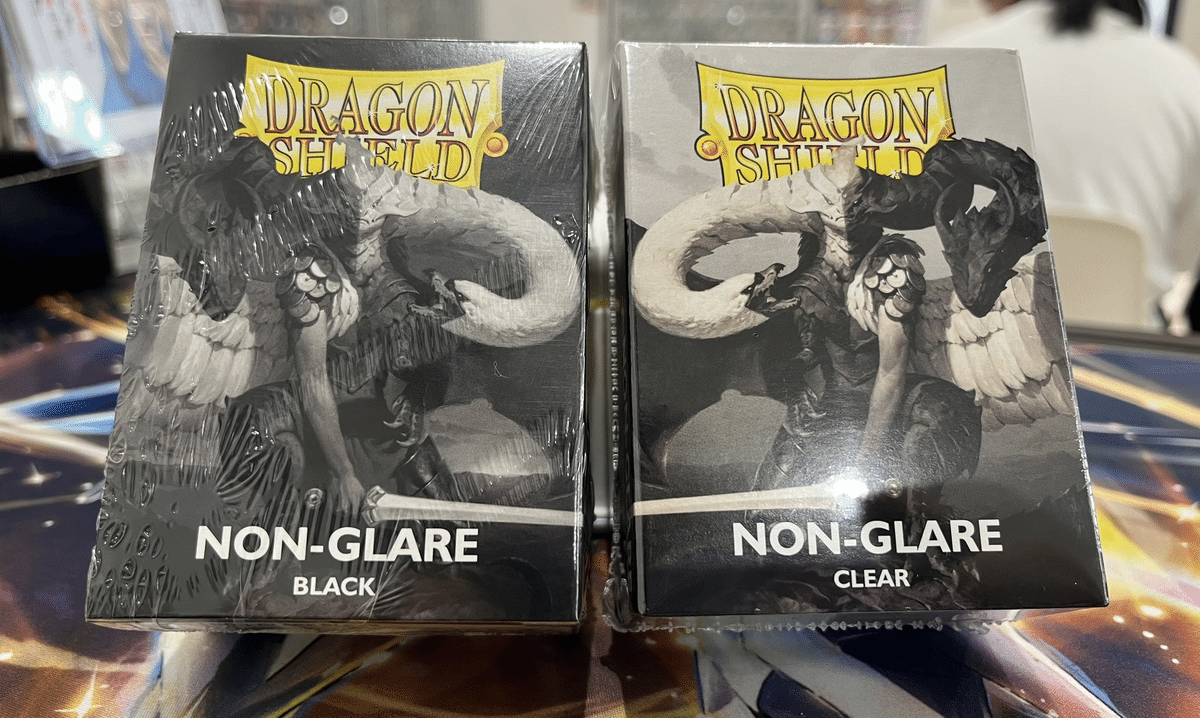 DRAGON
SHIELD
NON-GLARE
BLACK
DRAGON
SHIELD
NON-GLARE
CLEAR